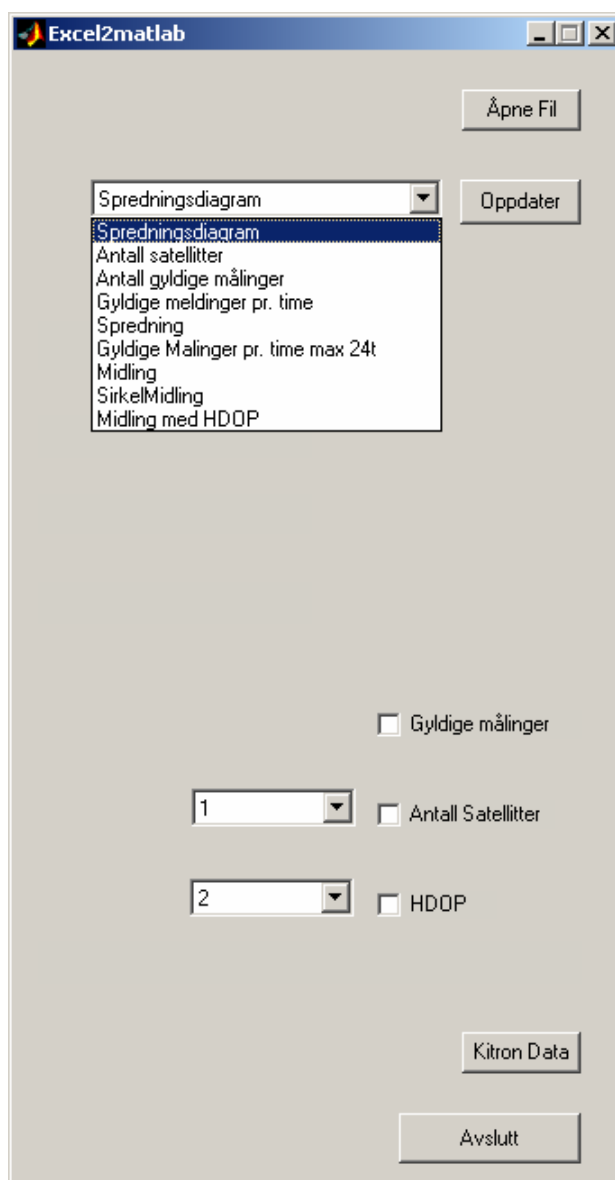 Excel2matlab
Åpne Fil
Spredningsdiagram
Oppdater
Spredningsdiagram
Antall satellitter
Antall gyldige målinger
Gyldige meldinger pr. time
Spredning
Gyldige Malinger pr. time max 24t
Midling
SirkelMidling
Midling med HDOP
Gyldige målinger
1
Antall Satellitter
2
HDOP
Kitron Data
Avslutt